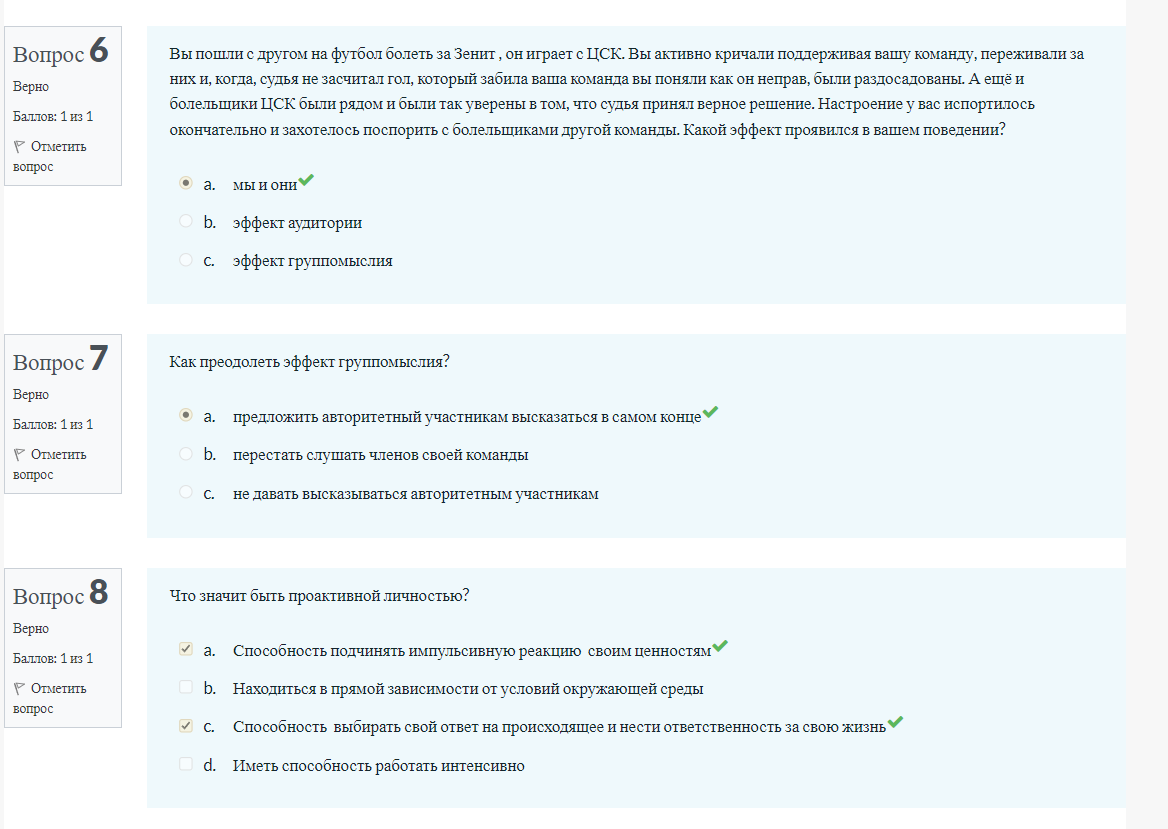 Вопрос 6
Верно
Баллов: 1 из 1
Отметить
вопрос
Вы пошли с другом на футбол болеть за Зенит , он играет с ЦСК. Вы активно кричали поддерживая вашу команду, переживали за
них и, когда, судья не засчитал гол, который забила ваша команда вы поняли как он неправ, были раздосадованы. А ещё и
болельщики ЦСК были рядом и были так уверены в том, что судья принял верное решение. Настроение у вас испортилось
окончательно и захотелось поспорить с болельщиками другой команды. Какой эффект проявился в вашем поведении?
a. мы и они
b. эффект аудитории
c. эффект группомыслия
Вопрос 7
Верно
Баллов: 1 из 1
Отметить
вопрос
Как преодолеть эффект группомыслия?
a. предложить авторитетный участникам высказаться в самом конце
b. перестать слушать членов своей команды
c. не давать высказываться авторитетным участникам
Вопрос 8
Верно
Баллов: 1 из 1
Отметить
вопрос
Что значит быть проактивной личностью?
a. Способность подчинять импульсивную реакцию своим ценностям
b. Находиться в прямой зависимости от условий окружающей среды
c. Способность выбирать свой ответ на происходящее и нести ответственность за свою жизнь
d. Иметь способность работать интенсивно